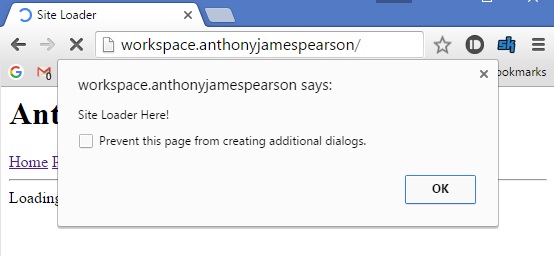 Site Loader
workspace.anthonyjamespearson/
ookmarks
workspace.anthonyjamespearson says:
Site Loader Here!
Prevent this page from creating additional dialogs.
OK
Ant
Home P
Loading